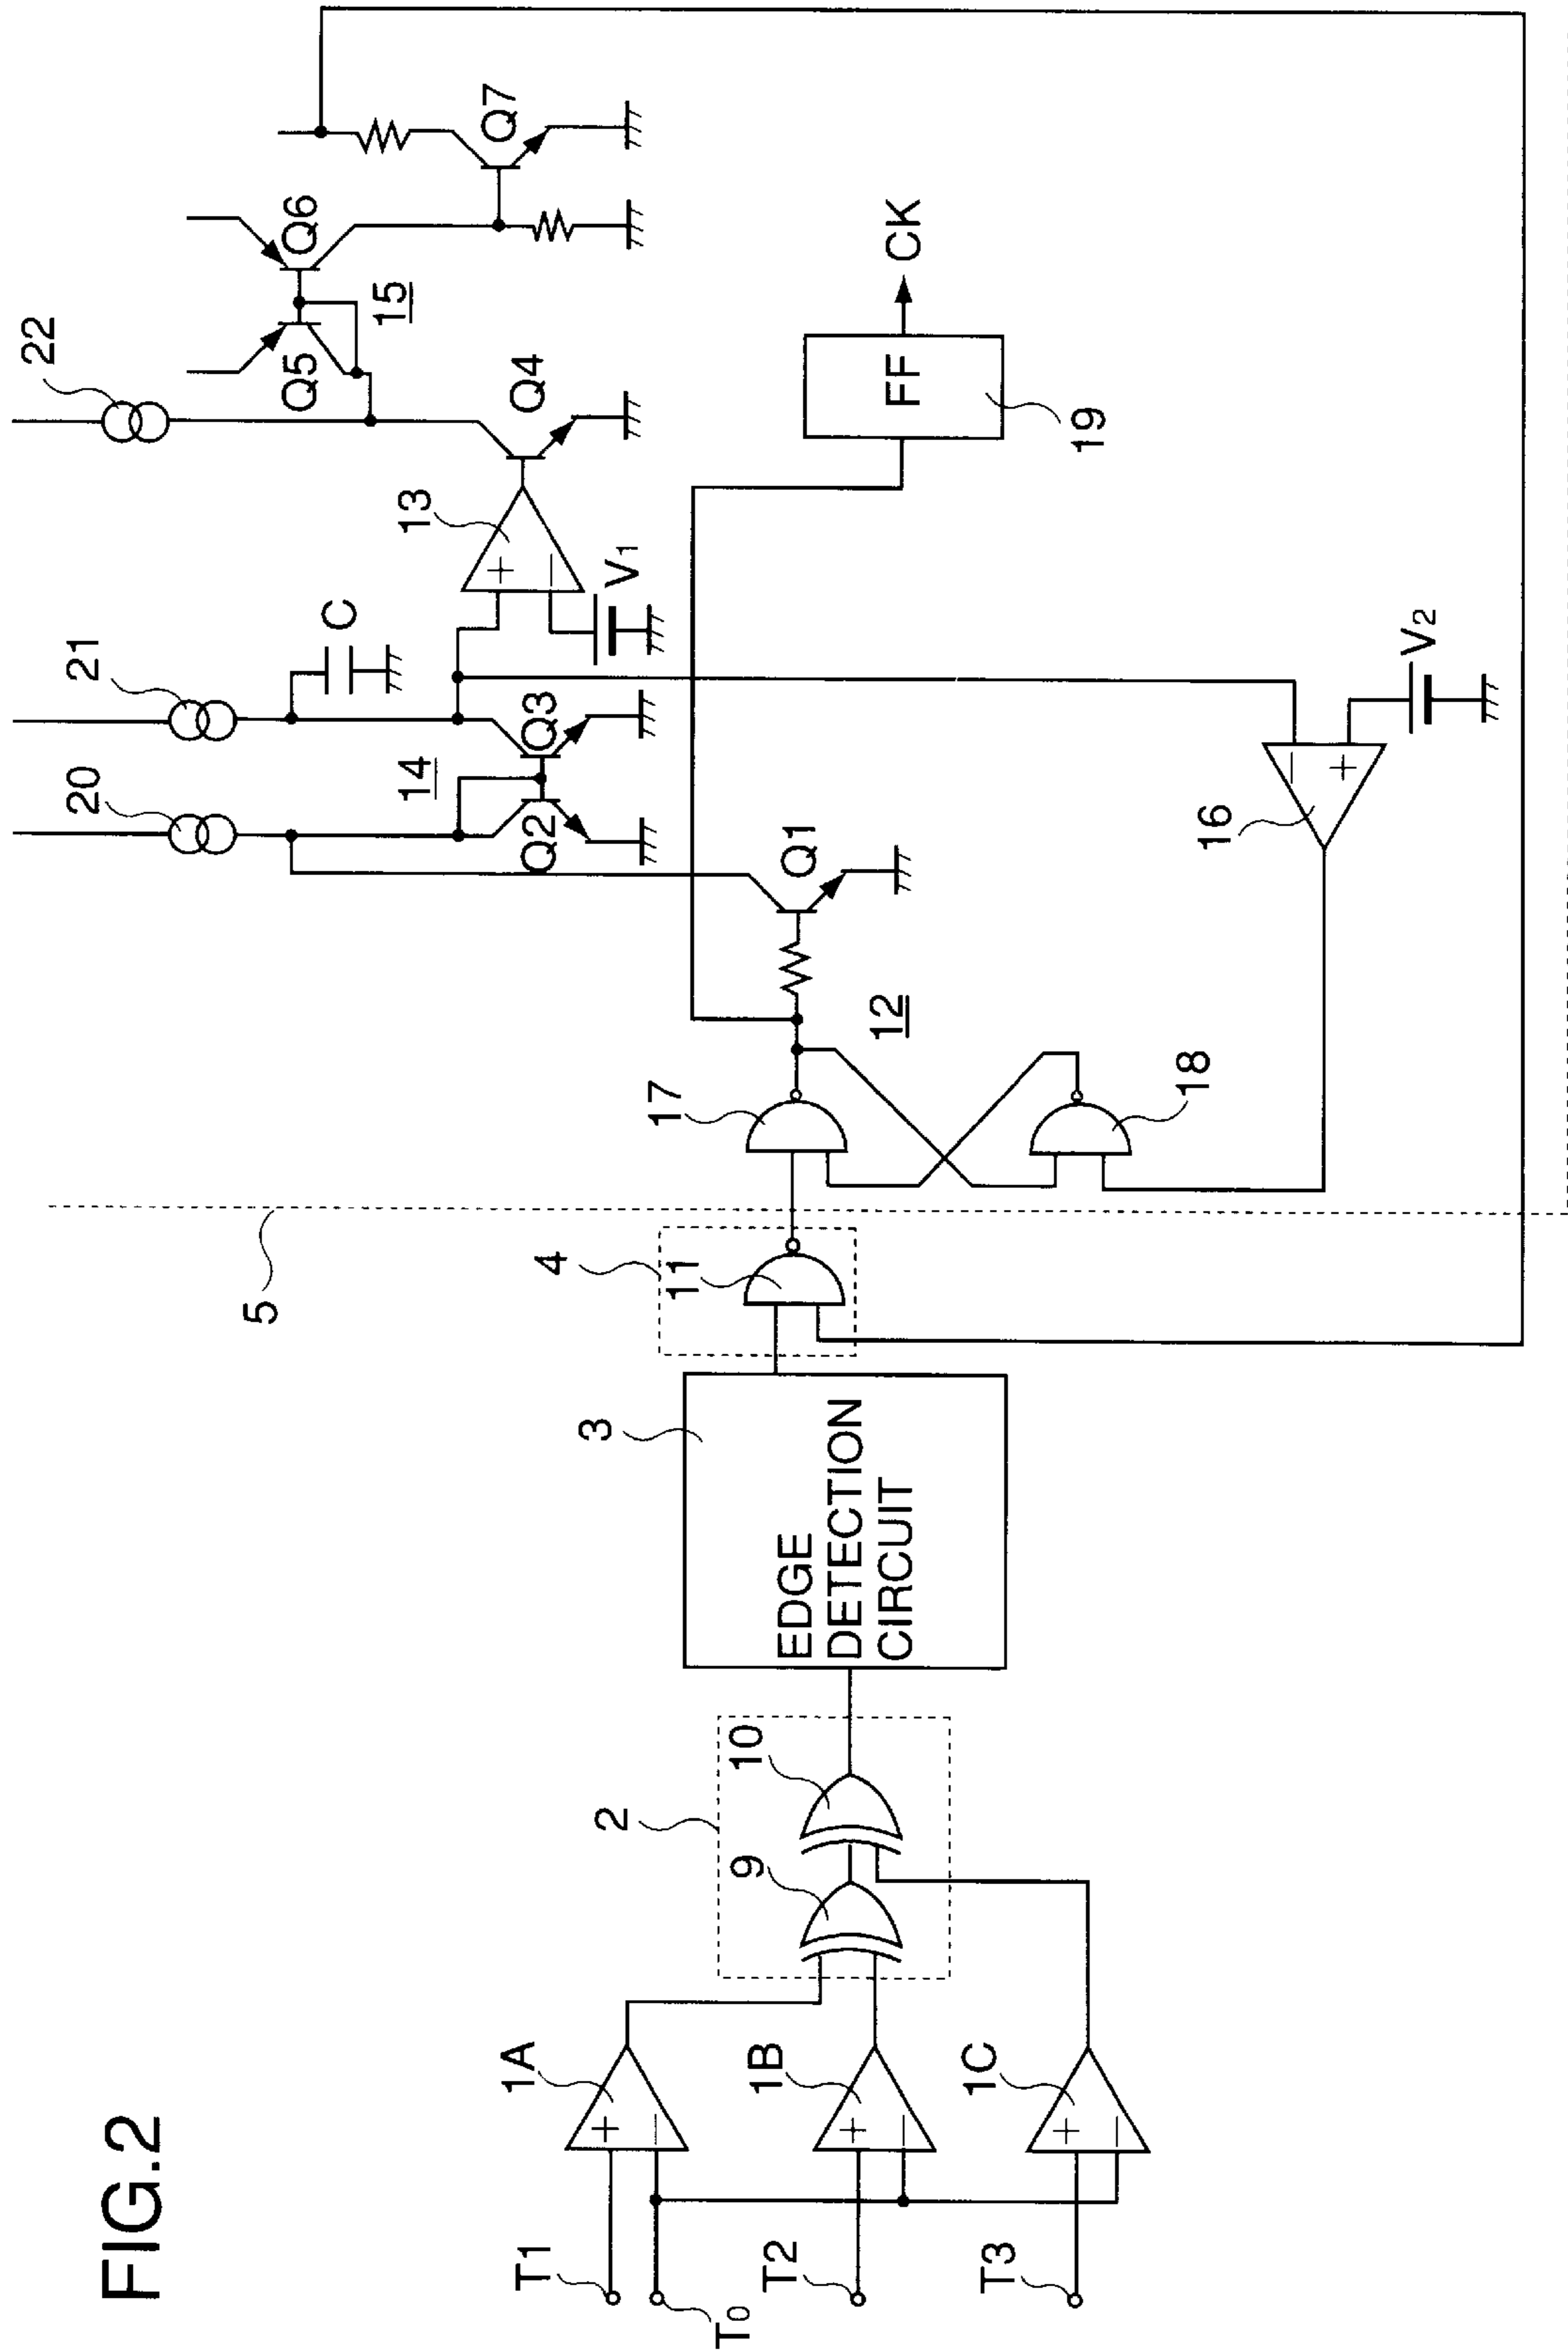 FIG.2
T1
T0
T2
T3
1A
+
−
1B
+
−
1C
+
−
2
9
10
3
EDGE
DETECTION
CIRCUIT
4
11
5
17
18
12
Q1
20
21
14
Q2
Q3
C
13
+
−
V1
22
Q4
Q5
Q6
15
Q7
16
−
+
V2
FF
19
CK